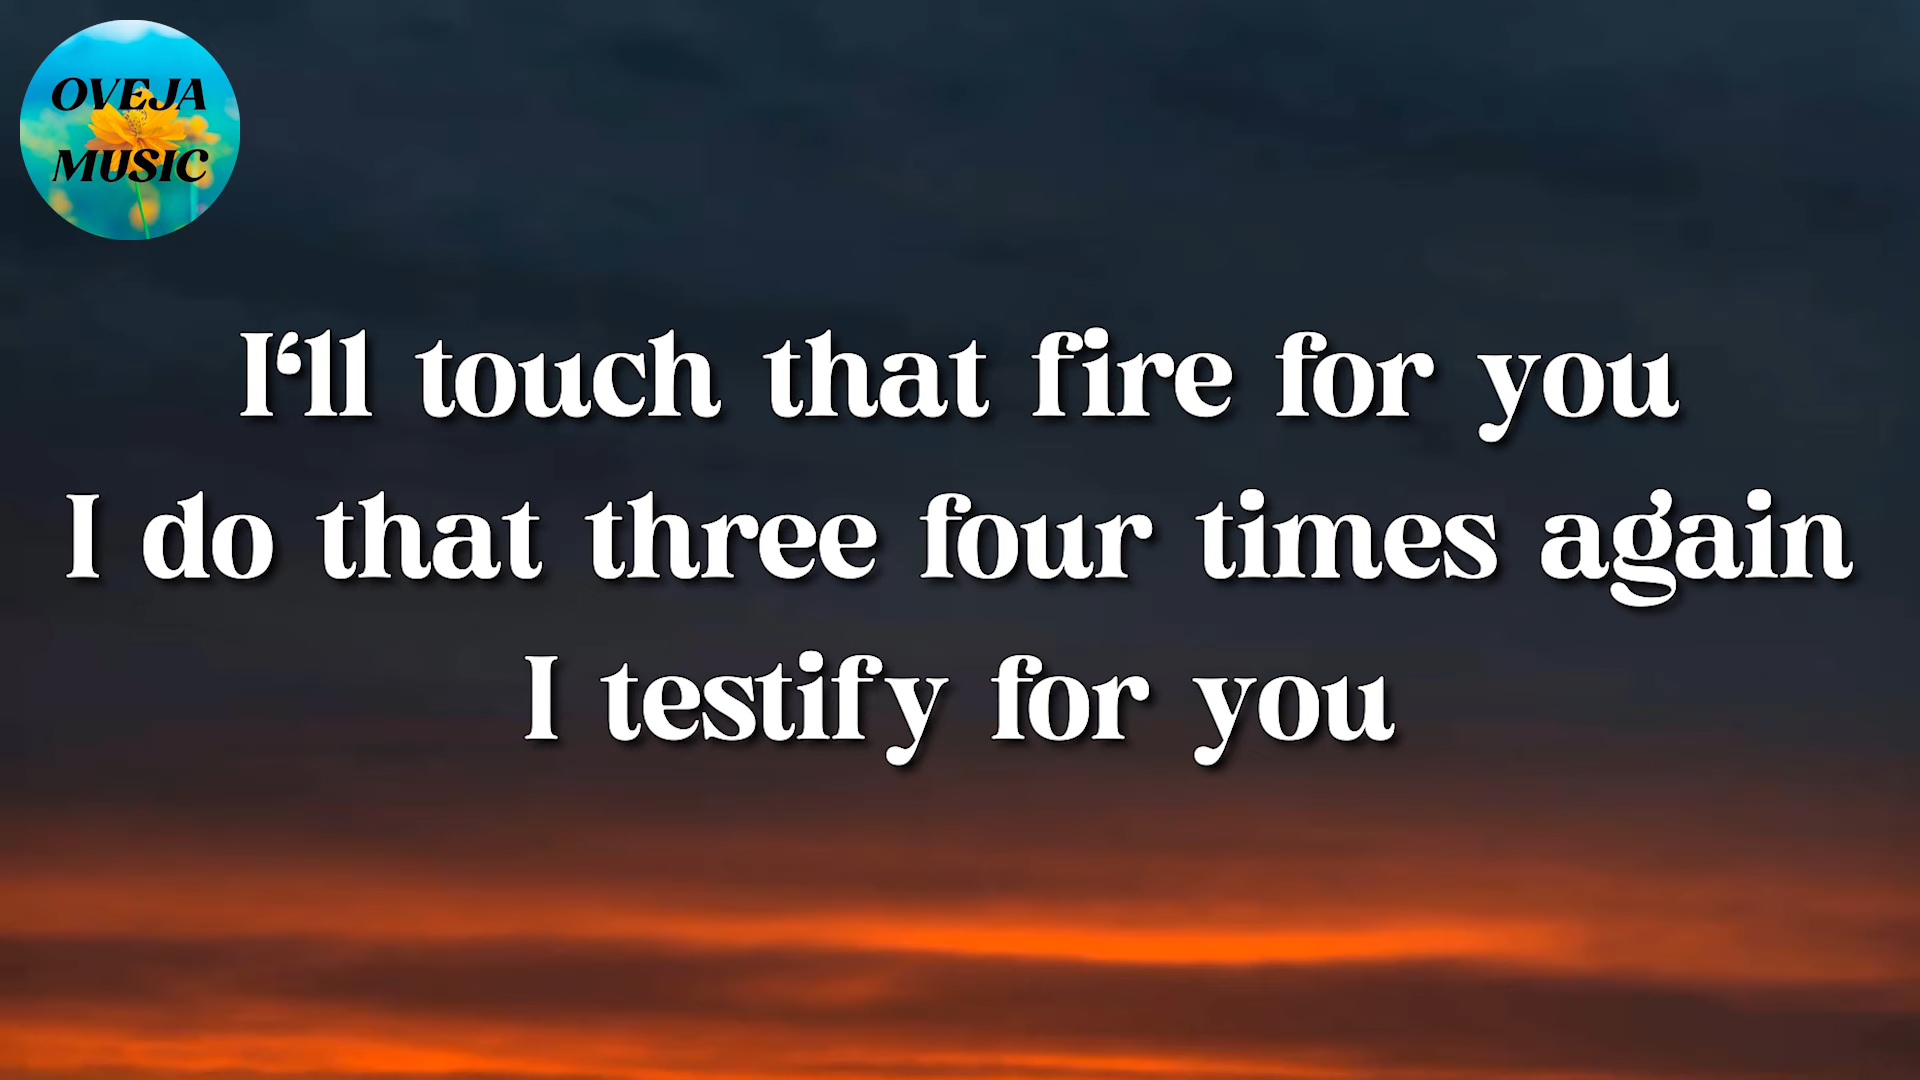 OVEJA
MUSIC
I‘ll touch that fire for you
I do that three four times again
I testify for you